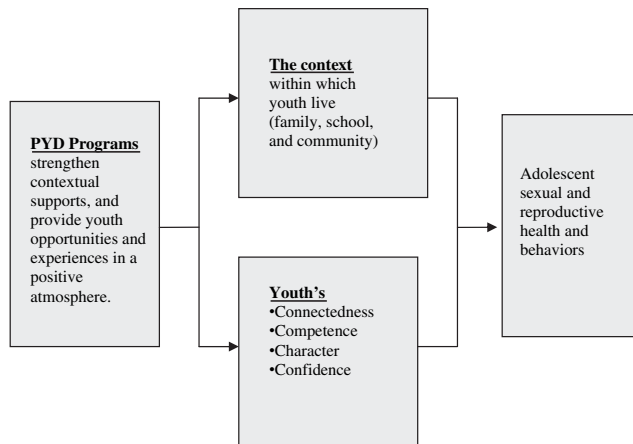 PYD Programs
strengthen
contextual
supports, and
provide youth
opportunities and
experiences in a
positive
atmosphere.
The context
within which
youth live
(family, school,
and community)
Youth’s
•Connectedness
•Competence
•Character
•Confidence
Adolescent
sexual and
reproductive
health and
behaviors